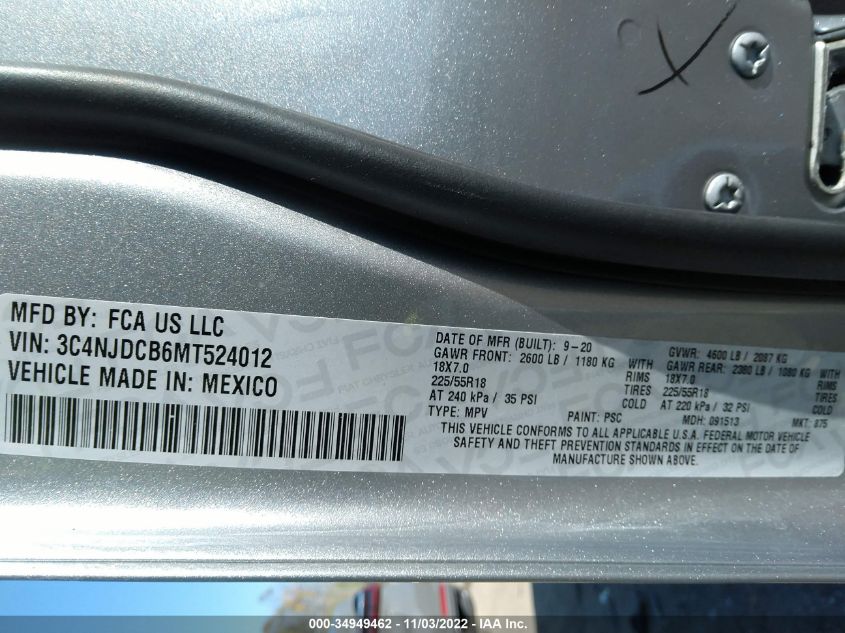 MFD BY: FCA US LLC
VIN: 3C4NJDCB6MT524012
VEHICLE MADE IN: MEXICO
DATE OF MFR (BUILT): 9-20 GVWR: 4600 LB / 2087 KG
GAWR FRONT: 2600 LB / 1180 KG WITH GAWR REAR: 2380 LB / 1080 KG WITH
18X7.0 RIMS 18X7.0 RIMS
225/55R18 TIRES 225/55R18 TIRES
AT 240 kPa / 35 PSI COLD AT 220 kPa / 32 PSI COLD
TYPE: MPV PAINT: PSC MDH: 091513 MKT: 875
THIS VEHICLE CONFORMS TO ALL APPLICABLE U.S.A. FEDERAL MOTOR VEHICLE
SAFETY AND THEFT PREVENTION STANDARDS IN EFFECT ON THE DATE OF
MANUFACTURE SHOWN ABOVE.
000-34949462 - 11/03/2022 - IAA Inc.